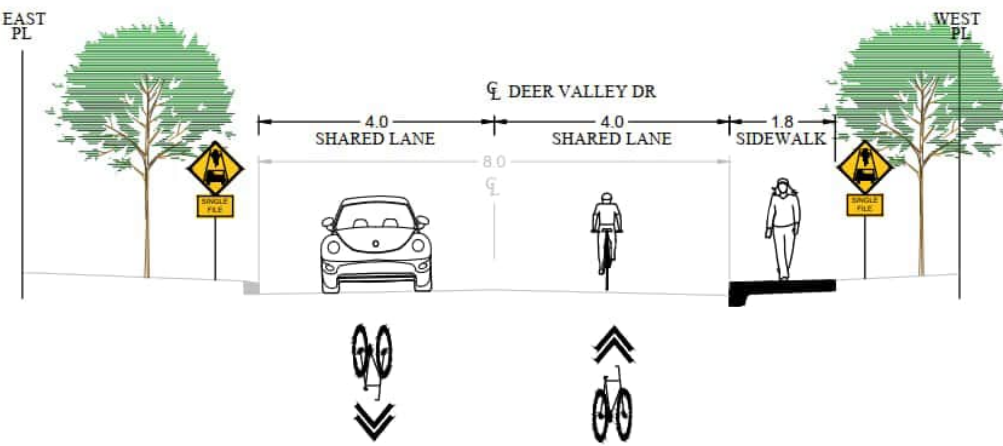 EAST
PL
WEST
PL
℄ DEER VALLEY DR
4.0
SHARED LANE
4.0
SHARED LANE
1.8
SIDEWALK
8.0
℄
SINGLE
FILE
SINGLE
FILE